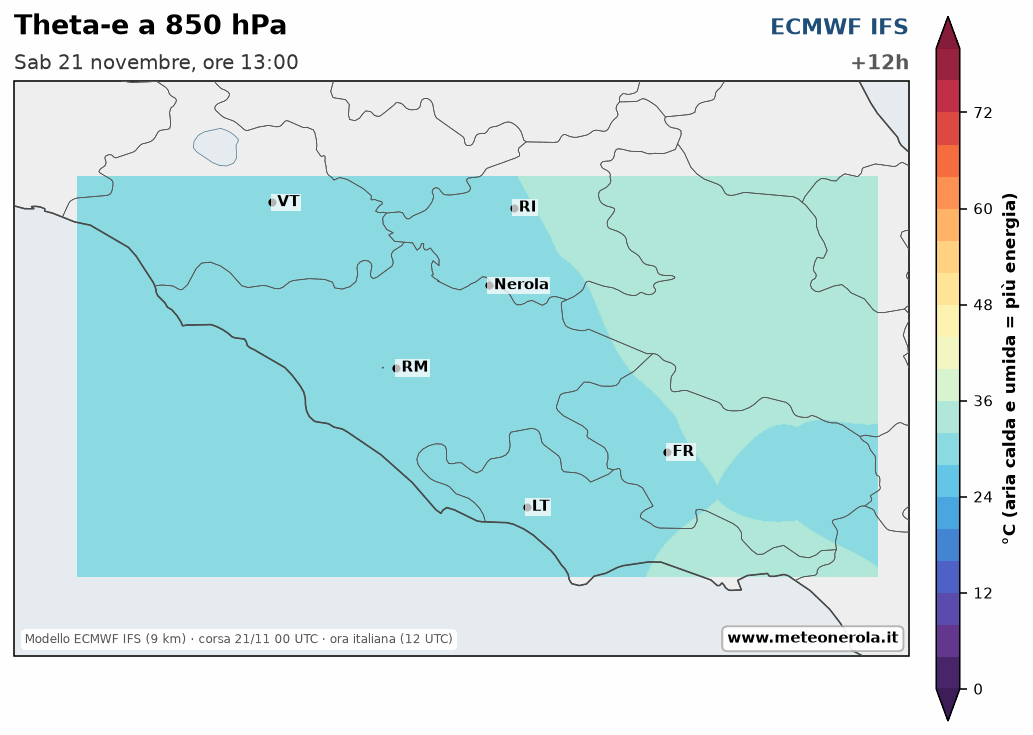 Theta-e a 850 hPa
ECMWF IFS
Sab 21 novembre, ore 13:00
+12h
VT
RI
Nerola
RM
FR
LT
Modello ECMWF IFS (9 km) · corsa 21/11 00 UTC · ora italiana (12 UTC)
www.meteonerola.it
72
60
48
36
24
12
0
°C (aria calda e umida = più energia)